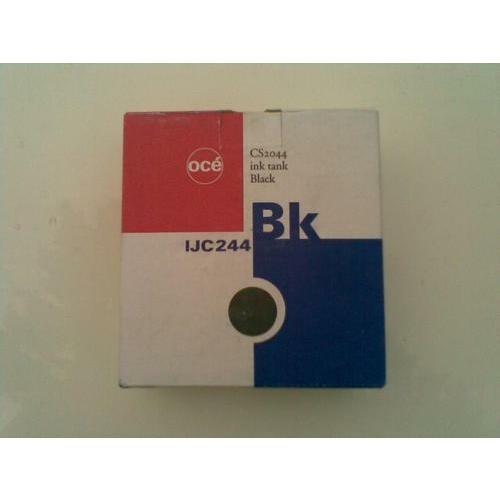 océ
CS2044
ink tank
Black
Bk
IJC244